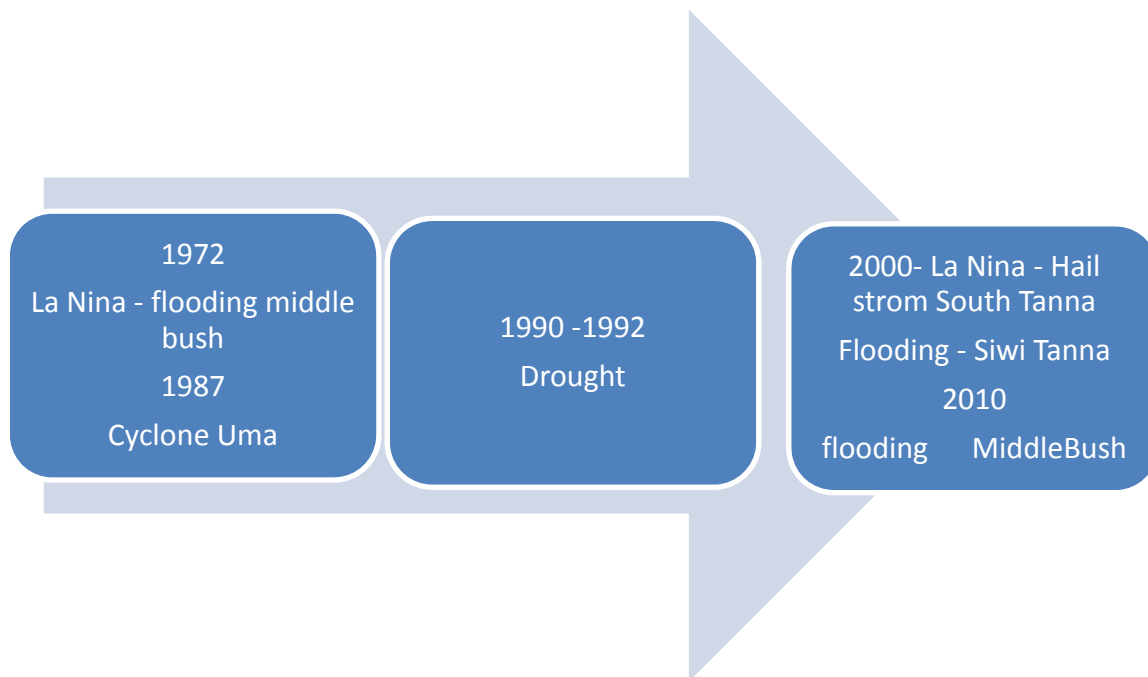 1972
La Nina - flooding middle
bush
1987
Cyclone Uma
1990 -1992
Drought
2000- La Nina - Hail
strom South Tanna
Flooding - Siwi Tanna
2010
flooding MiddleBush